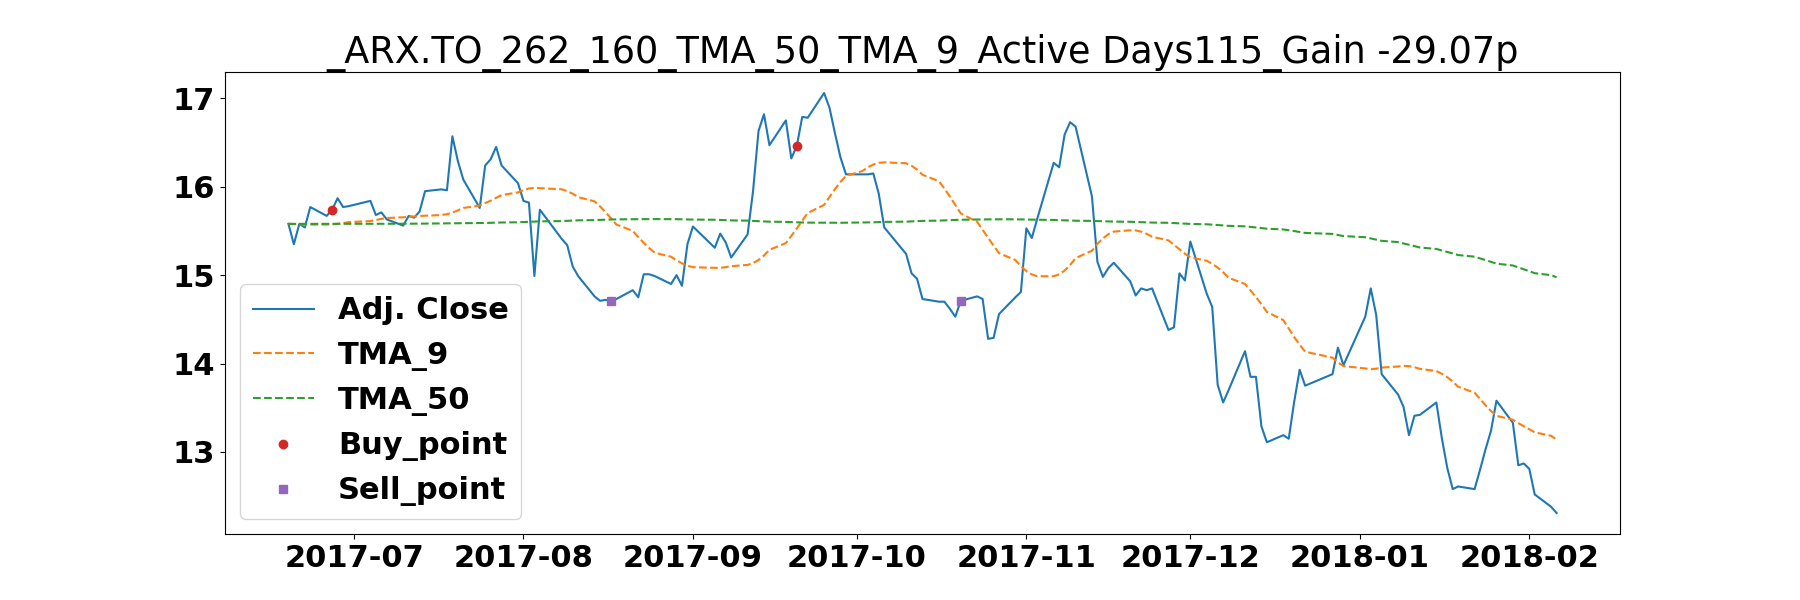 _ARX.TO_262_160_TMA_50_TMA_9_Active Days115_Gain -29.07p
17
16
15
14
13
Adj. Close
TMA_9
TMA_50
Buy_point
Sell_point
2017-07 2017-08 2017-09 2017-10 2017-11 2017-12 2018-01 2018-02